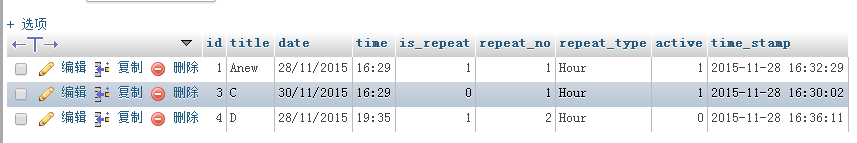 + 选项
←T→ id title date time is_repeat repeat_no repeat_type active time_stamp
编辑 复制 删除 1 Anew 28/11/2015 16:29 1 1 Hour 1 2015-11-28 16:32:29
编辑 复制 删除 3 C 30/11/2015 16:29 0 1 Hour 1 2015-11-28 16:30:02
编辑 复制 删除 4 D 28/11/2015 19:35 1 2 Hour 0 2015-11-28 16:36:11